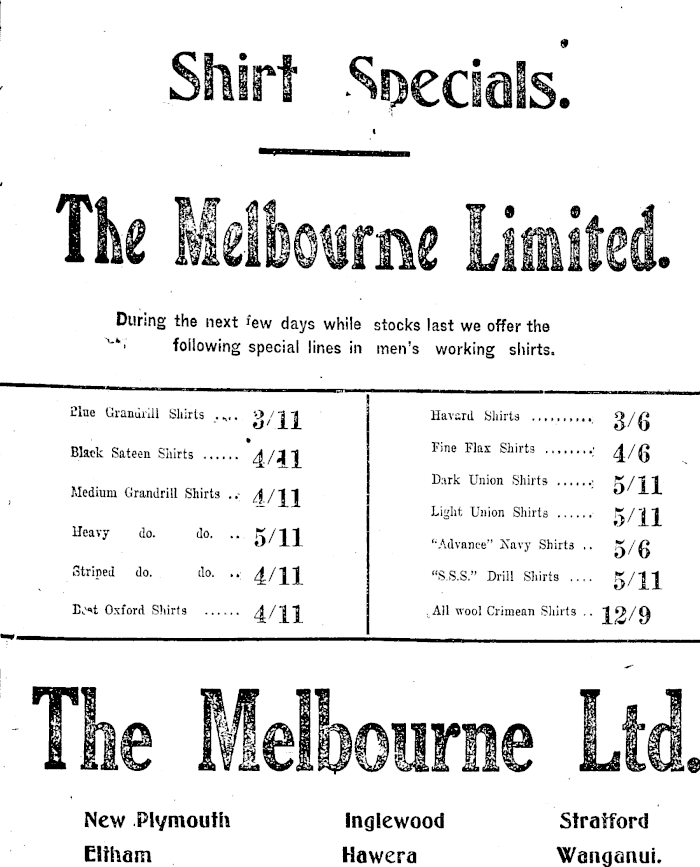 Shirt Specials.
The Melbourne Limited.
During the next few days while stocks last we offer the
following special lines in men's working shirts.
Blue Grandrill Shirts .... 3/11
Black Sateen Shirts ...... 4/11
Medium Grandrill Shirts .. 4/11
Heavy do. do. .. 5/11
Striped do. do. .. 4/11
Best Oxford Shirts ...... 4/11
Havard Shirts .......... 3/6
Fine Flax Shirts ........ 4/6
Dark Union Shirts ...... 5/11
Light Union Shirts ...... 5/11
"Advance" Navy Shirts .. 5/6
"S.S.S." Drill Shirts .... 5/11
All wool Crimean Shirts .. 12/9
The Melbourne Ltd.
New Plymouth Inglewood Stratford
Eltham Hawera Wanganui.